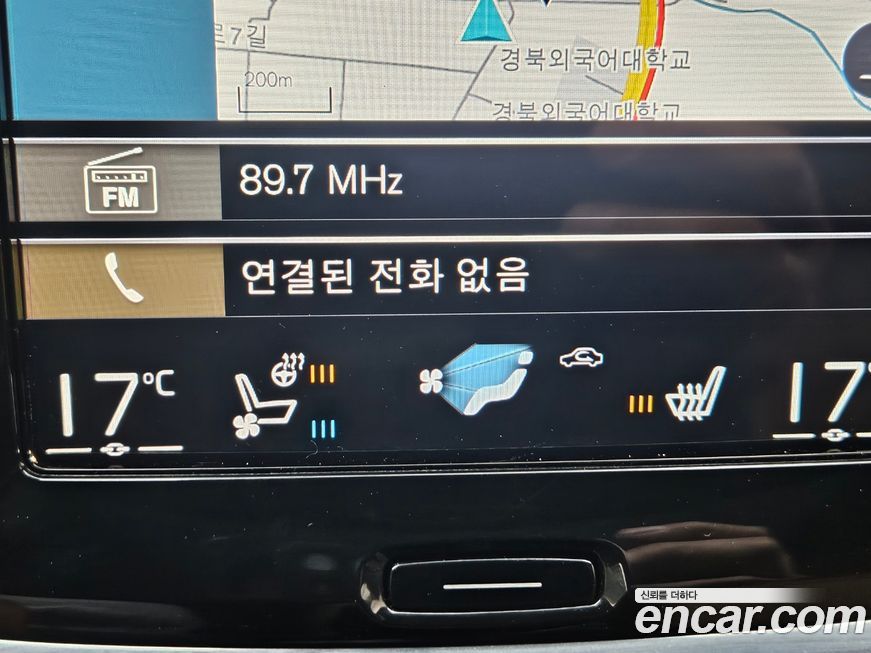 로7길
200m
경북외국어대학교
경북외국어대학교
FM
89.7 MHz
연결된 전화 없음
17°C
17°
신뢰를 더하다
encar.com